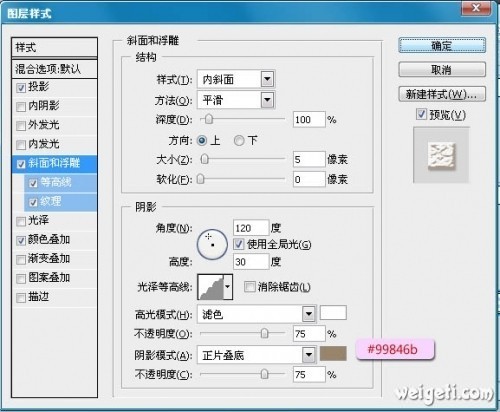 图层样式
样式
混合选项:默认
投影
内阴影
外发光
内发光
斜面和浮雕
等高线
纹理
光泽
颜色叠加
渐变叠加
图案叠加
描边
斜面和浮雕
结构
样式(T): 内斜面
方法(Q): 平滑
深度(D): 100 %
方向: 上 下
大小(Z): 5 像素
软化(F): 0 像素
阴影
角度(N): 120 度
使用全局光(G)
高度: 30 度
光泽等高线: 消除锯齿(L)
高光模式(H): 滤色
不透明度(O): 75 %
阴影模式(A): 正片叠底
不透明度(C): 75 %
确定
取消
新建样式(W)...
预览(V)
#99846b
weigeti.com